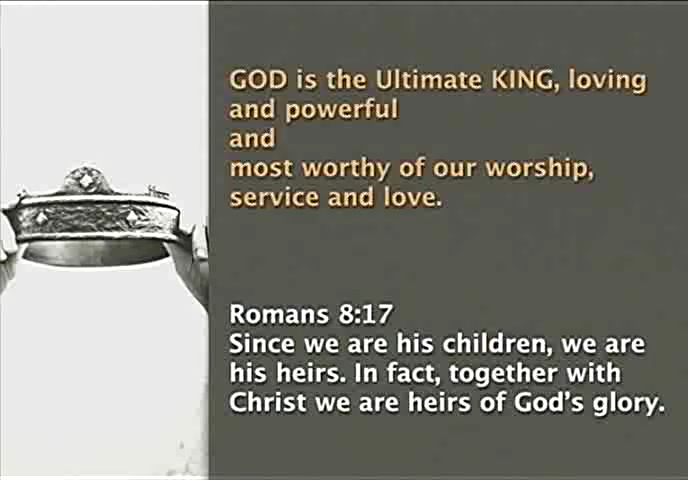 GOD is the Ultimate KING, loving
and powerful
and
most worthy of our worship,
service and love.
Romans 8:17
Since we are his children, we are
his heirs. In fact, together with
Christ we are heirs of God's glory.